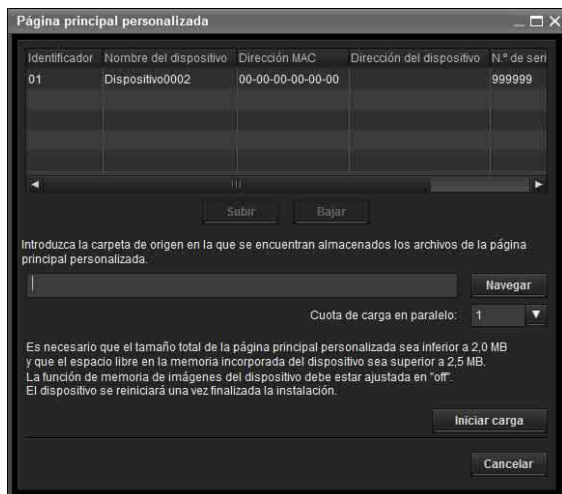 Página principal personalizada
Identificador Nombre del dispositivo Dirección MAC Dirección del dispositivo N.º de seri
01 Dispositivo0002 00-00-00-00-00-00 999999
Subir Bajar
Introduzca la carpeta de origen en la que se encuentran almacenados los archivos de la página
principal personalizada.
Navegar
Cuota de carga en paralelo: 1
Es necesario que el tamaño total de la página principal personalizada sea inferior a 2,0 MB
y que el espacio libre en la memoria incorporada del dispositivo sea superior a 2,5 MB.
La función de memoria de imágenes del dispositivo debe estar ajustada en "off".
El dispositivo se reiniciará una vez finalizada la instalación.
Iniciar carga
Cancelar